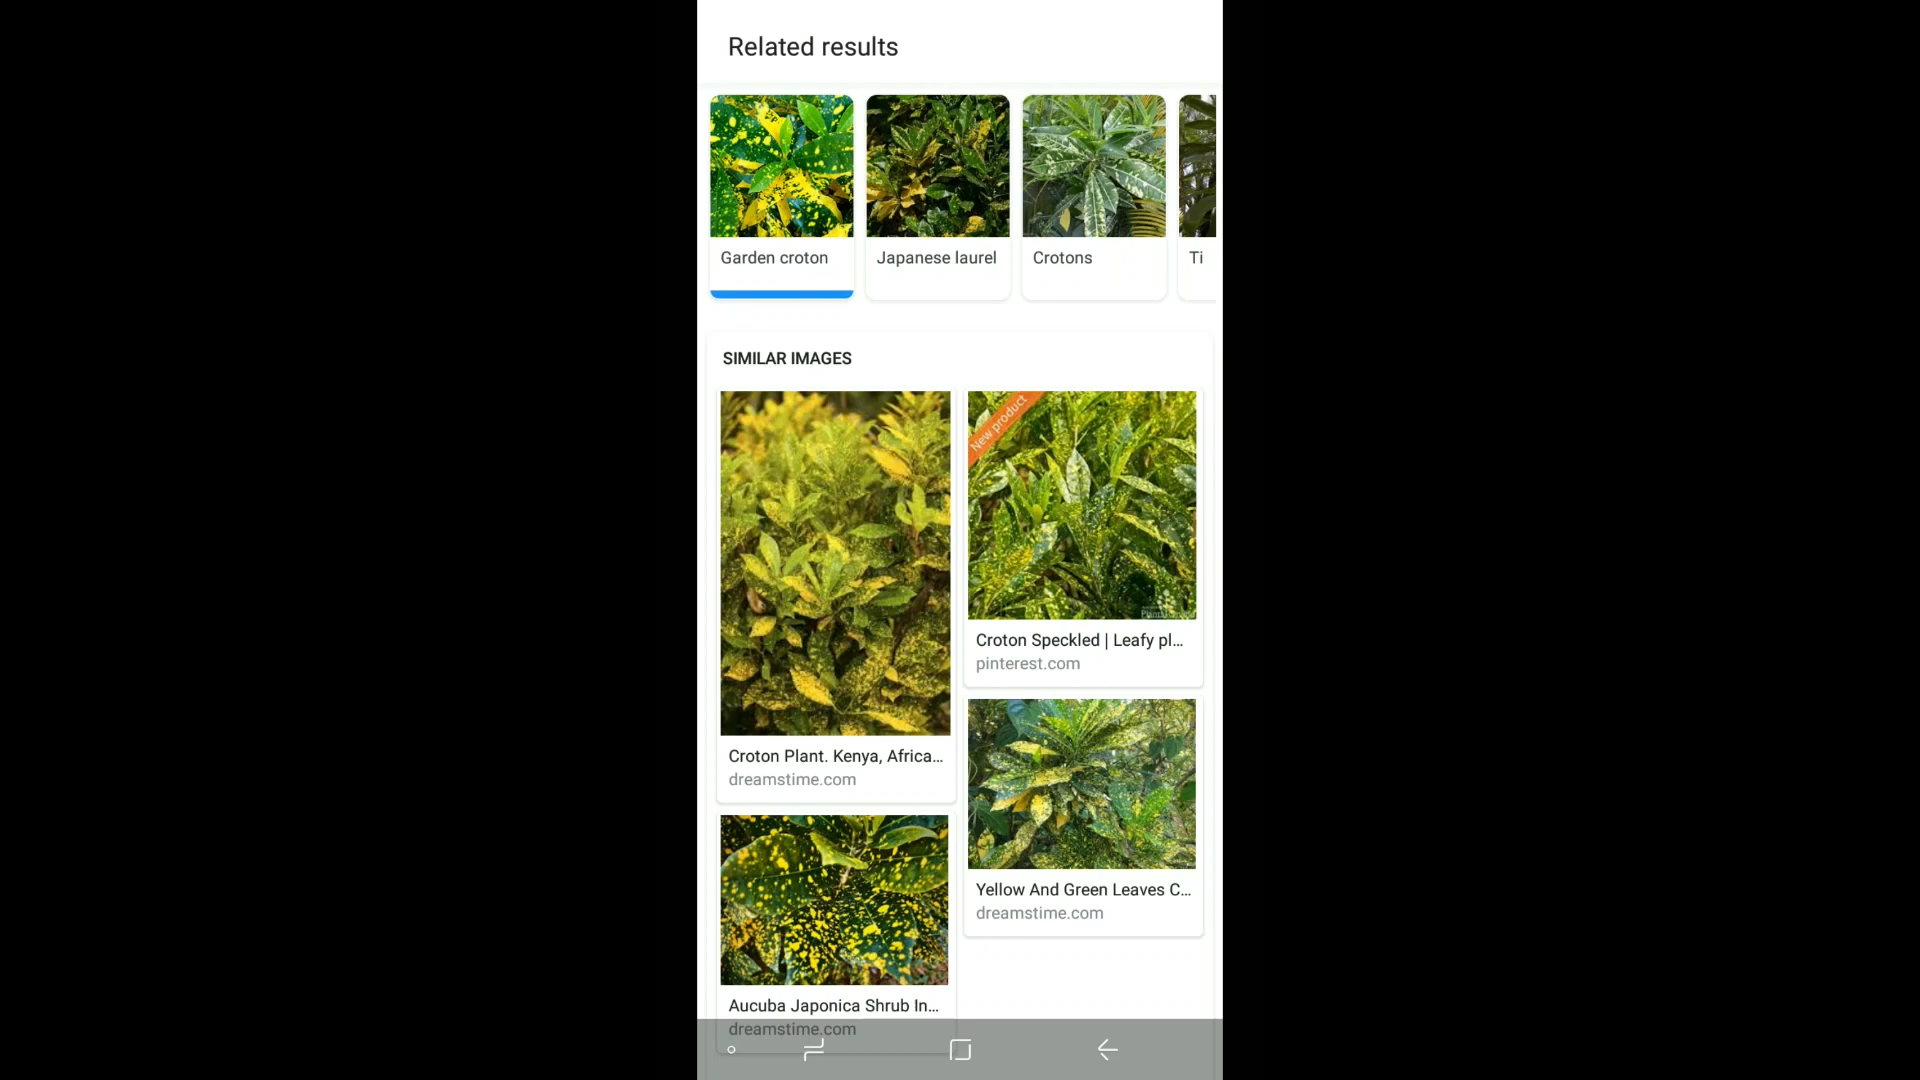 Related results
Garden croton
Japanese laurel
Crotons
Ti
SIMILAR IMAGES
New product
Croton Plant. Kenya, Africa...
dreamstime.com
Croton Speckled | Leafy pl...
pinterest.com
Yellow And Green Leaves C...
dreamstime.com
Aucuba Japonica Shrub In...
dreamstime.com